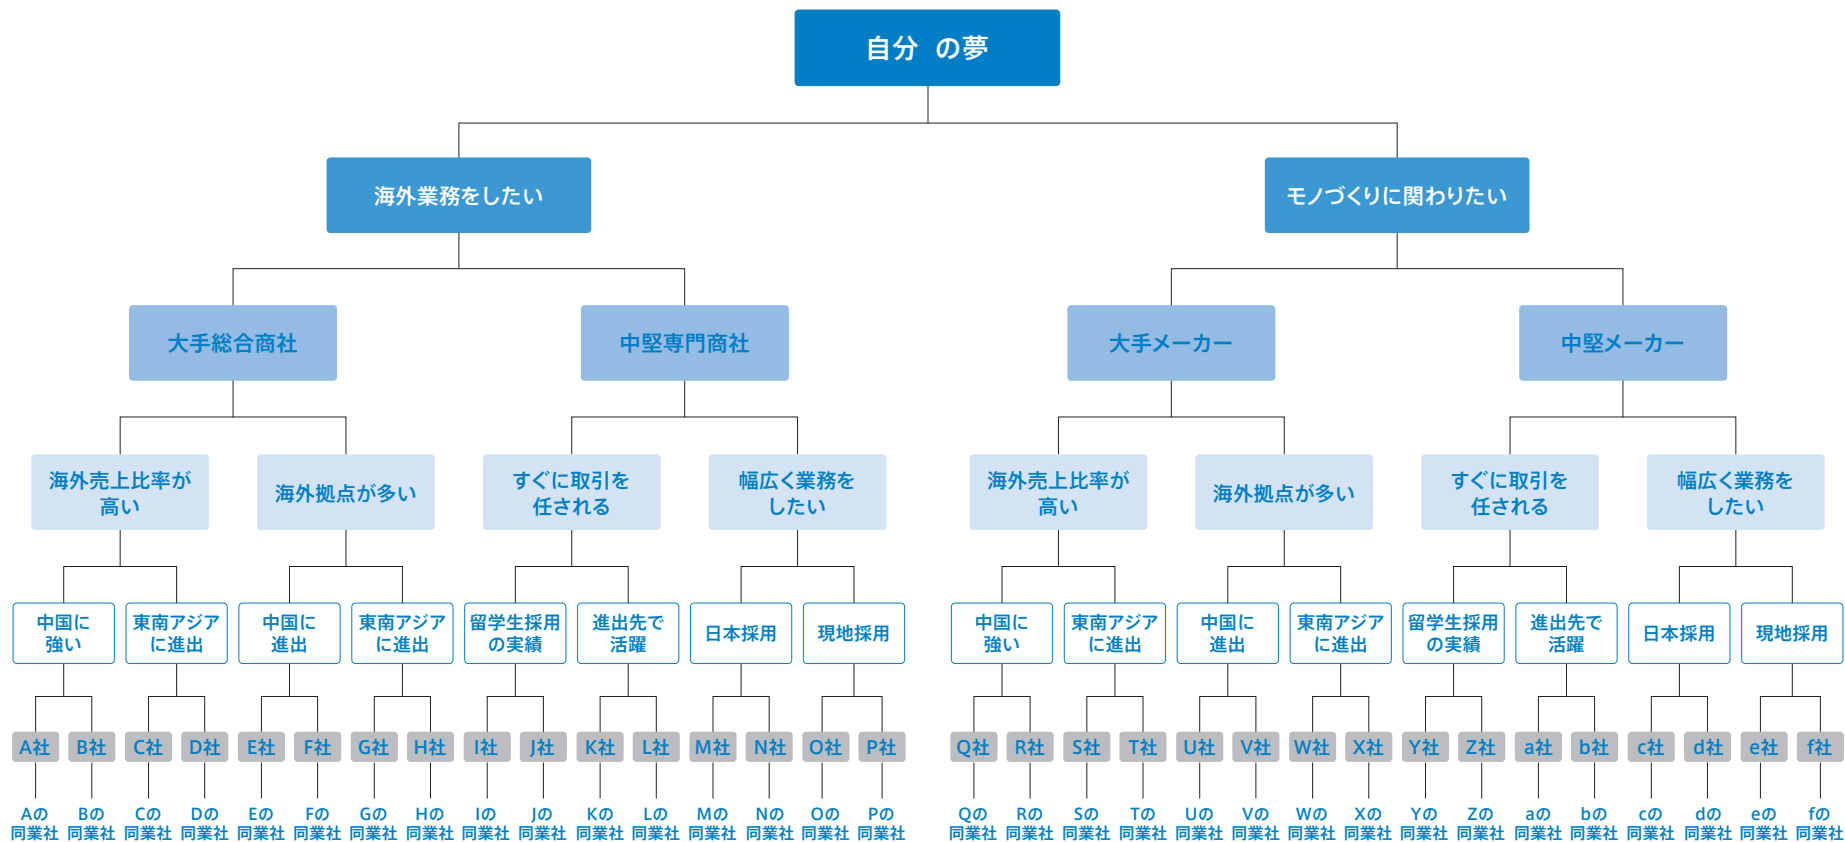 自分 の夢
海外業務をしたい
モノづくりに関わりたい
大手総合商社
中堅専門商社
大手メーカー
中堅メーカー
海外売上比率が
高い
海外拠点が多い
すぐに取引を
任される
幅広く業務を
したい
海外売上比率が
高い
海外拠点が多い
すぐに取引を
任される
幅広く業務を
したい
中国に
強い
東南アジア
に進出
中国に
進出
東南アジア
に進出
留学生採用
の実績
進出先で
活躍
日本採用
現地採用
中国に
強い
東南アジア
に進出
中国に
進出
東南アジア
に進出
留学生採用
の実績
進出先で
活躍
日本採用
現地採用
A社
B社
C社
D社
E社
F社
G社
H社
I社
J社
K社
L社
M社
N社
O社
P社
Q社
R社
S社
T社
U社
V社
W社
X社
Y社
Z社
a社
b社
c社
d社
e社
f社
Aの
同業社
Bの
同業社
Cの
同業社
Dの
同業社
Eの
同業社
Fの
同業社
Gの
同業社
Hの
同業社
Iの
同業社
Jの
同業社
Kの
同業社
Lの
同業社
Mの
同業社
Nの
同業社
Oの
同業社
Pの
同業社
Qの
同業社
Rの
同業社
Sの
同業社
Tの
同業社
Uの
同業社
Vの
同業社
Wの
同業社
Xの
同業社
Yの
同業社
Zの
同業社
aの
同業社
bの
同業社
cの
同業社
dの
同業社
eの
同業社
fの
同業社